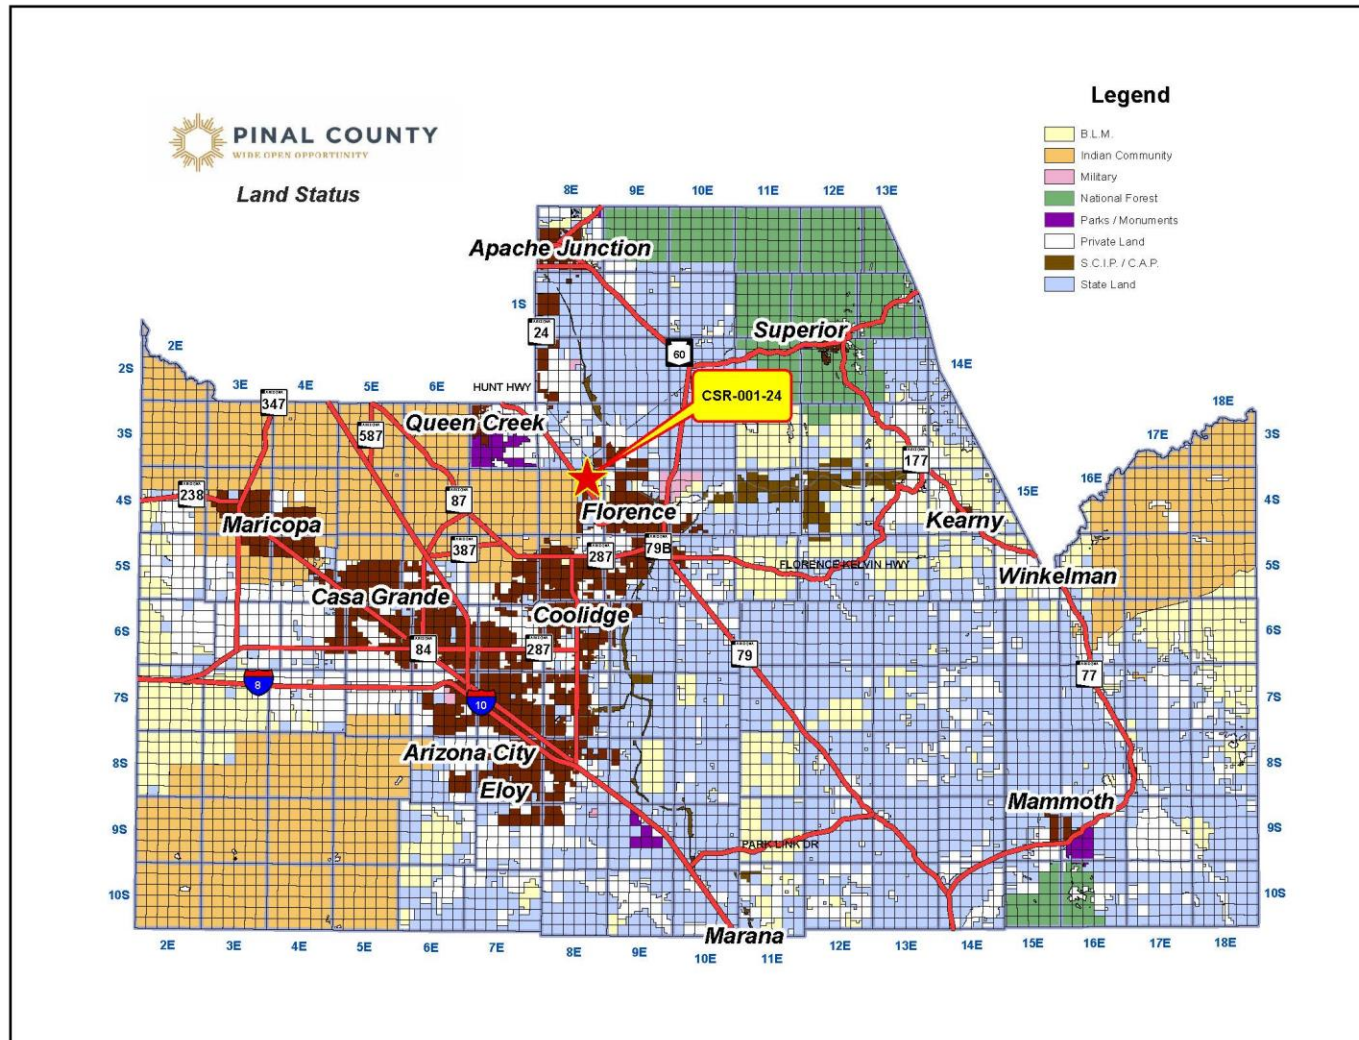 PINAL COUNTY
WIDE OPEN OPPORTUNITY
Land Status
Legend
B.L.M.
Indian Community
Military
National Forest
Parks / Monuments
Private Land
S.C.I.P. / C.A.P.
State Land
8E 9E 10E 11E 12E 13E
Apache Junction
1S
24
Superior
60
2E
2S
14E
3E 4E 5E 6E
HUNT HWY
CSR-001-24
347
18E
Queen Creek
587
17E
3S
3S
177
16E
238
87
15E
4S
4S
Florence
Kearny
Maricopa
387
287
79B
FLORENCE KELVIN HWY
5S
5S
Winkelman
Casa Grande
Coolidge
6S
6S
84
287
79
77
8
7S
7S
10
Arizona City
8S
8S
Eloy
Mammoth
9S
9S
PARK LINK DR
10S
10S
Marana
2E 3E 4E 5E 6E 7E 8E 9E 10E 11E 12E 13E 14E 15E 16E 17E 18E